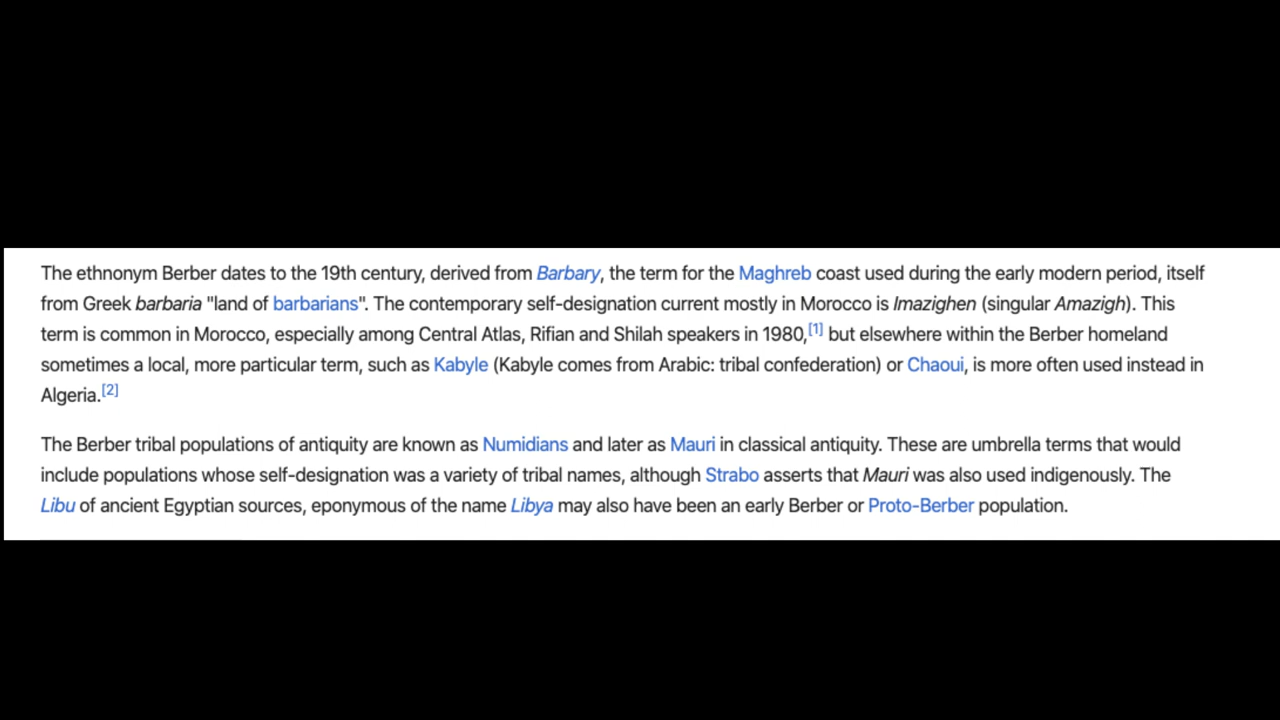 The ethnonym Berber dates to the 19th century, derived from Barbary, the term for the Maghreb coast used during the early modern period, itself
from Greek barbaria "land of barbarians". The contemporary self-designation current mostly in Morocco is Imazighen (singular Amazigh). This
term is common in Morocco, especially among Central Atlas, Rifian and Shilah speakers in 1980,[1] but elsewhere within the Berber homeland
sometimes a local, more particular term, such as Kabyle (Kabyle comes from Arabic: tribal confederation) or Chaoui, is more often used instead in
Algeria.[2]
The Berber tribal populations of antiquity are known as Numidians and later as Mauri in classical antiquity. These are umbrella terms that would
include populations whose self-designation was a variety of tribal names, although Strabo asserts that Mauri was also used indigenously. The
Libu of ancient Egyptian sources, eponymous of the name Libya may also have been an early Berber or Proto-Berber population.